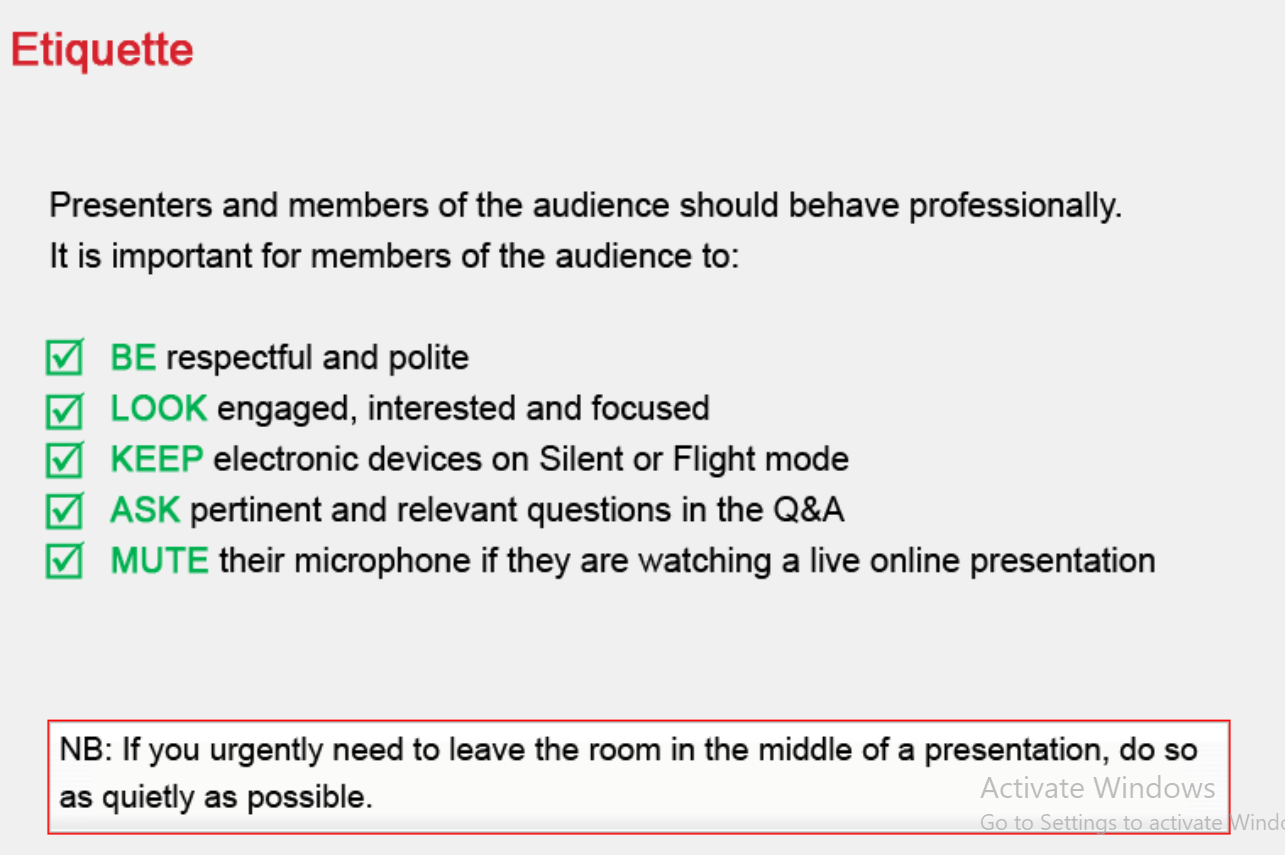 Etiquette
Presenters and members of the audience should behave professionally.
It is important for members of the audience to:
BE respectful and polite
LOOK engaged, interested and focused
KEEP electronic devices on Silent or Flight mode
ASK pertinent and relevant questions in the Q&A
MUTE their microphone if they are watching a live online presentation
NB: If you urgently need to leave the room in the middle of a presentation, do so
as quietly as possible.
Activate Windows
Go to Settings to activate